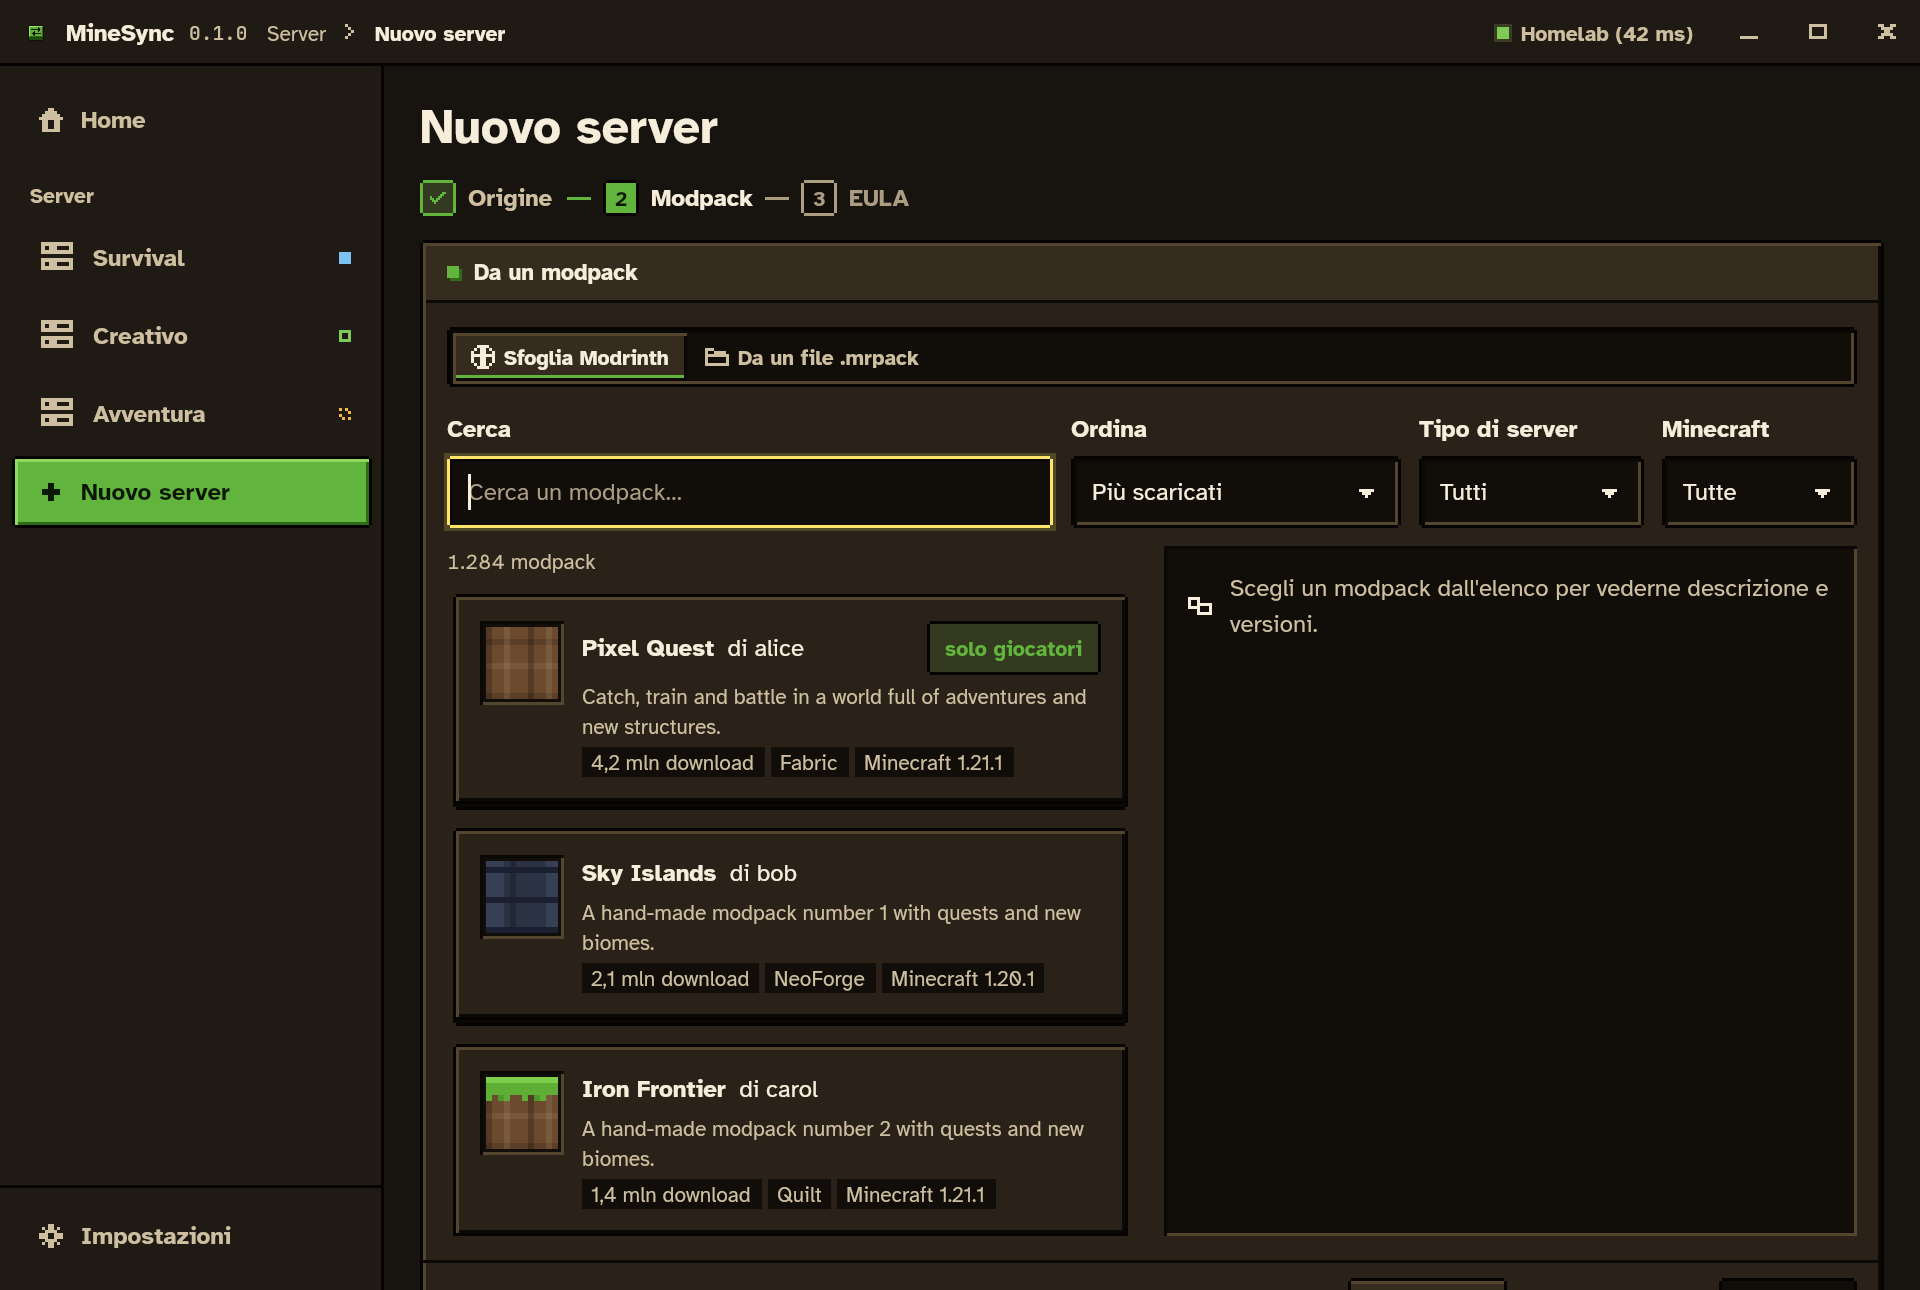 MineSync 0.1.0 Server Nuovo server
Homelab (42 ms)
Home
Server
Survival
Creativo
Avventura
Nuovo server
Impostazioni
Nuovo server
Origine 2 Modpack 3 EULA
Da un modpack
Sfoglia Modrinth Da un file .mrpack
Cerca
Cerca un modpack...
Ordina
Più scaricati
Tipo di server
Tutti
Minecraft
Tutte
1.284 modpack
Pixel Quest di alice
solo giocatori
Catch, train and battle in a world full of adventures and
new structures.
4,2 mln download Fabric Minecraft 1.21.1
Sky Islands di bob
A hand-made modpack number 1 with quests and new
biomes.
2,1 mln download NeoForge Minecraft 1.20.1
Iron Frontier di carol
A hand-made modpack number 2 with quests and new
biomes.
1,4 mln download Quilt Minecraft 1.21.1
Scegli un modpack dall'elenco per vederne descrizione e
versioni.